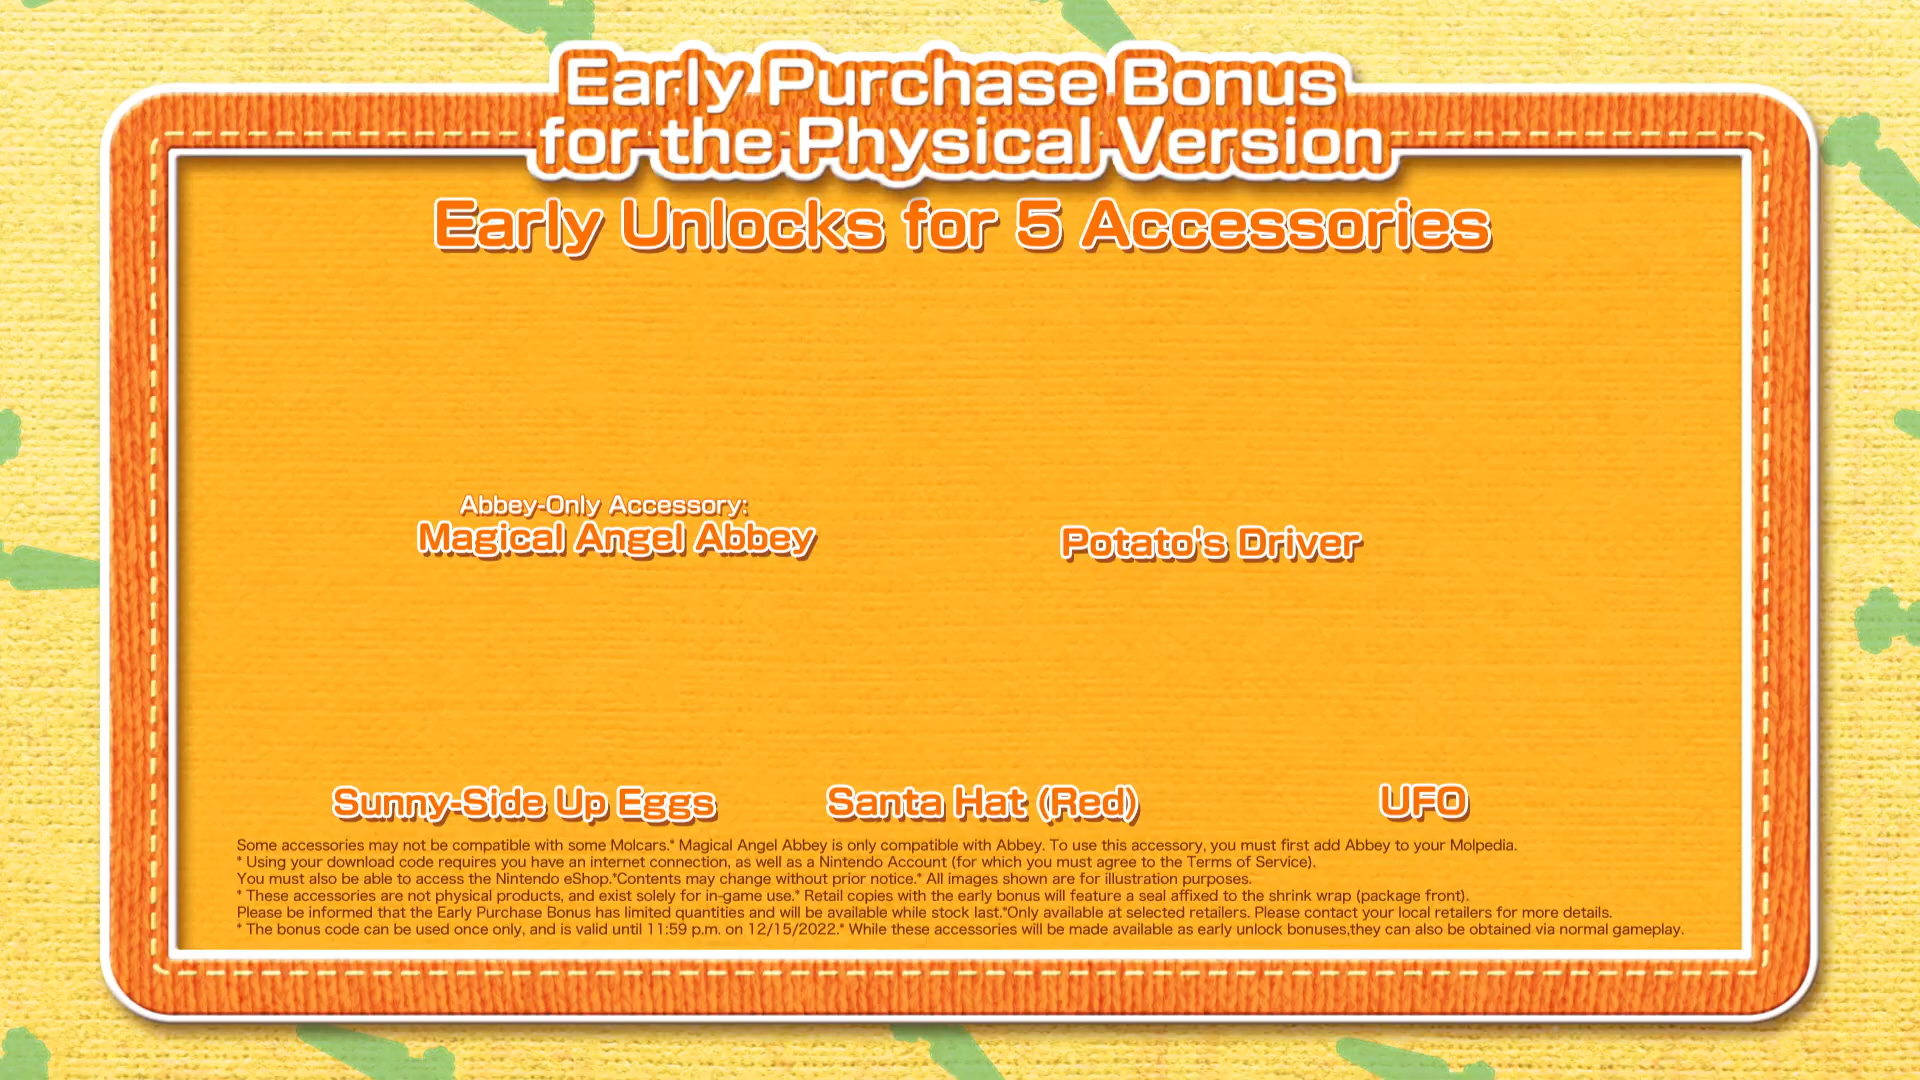 Early Purchase Bonus
for the Physical Version
Early Unlocks for 5 Accessories
Abbey-Only Accessory:
Magical Angel Abbey
Potato's Driver
Sunny-Side Up Eggs
Santa Hat (Red)
UFO
Some accessories may not be compatible with some Molcars.* Magical Angel Abbey is only compatible with Abbey. To use this accessory, you must first add Abbey to your Molpedia.
* Using your download code requires you have an internet connection, as well as a Nintendo Account (for which you must agree to the Terms of Service).
You must also be able to access the Nintendo eShop.*Contents may change without prior notice.* All images shown are for illustration purposes.
* These accessories are not physical products, and exist solely for in-game use.* Retail copies with the early bonus will feature a seal affixed to the shrink wrap (package front).
Please be informed that the Early Purchase Bonus has limited quantities and will be available while stock last.*Only available at selected retailers. Please contact your local retailers for more details.
* The bonus code can be used once only, and is valid until 11:59 p.m. on 12/15/2022.* While these accessories will be made available as early unlock bonuses,they can also be obtained via normal gameplay.